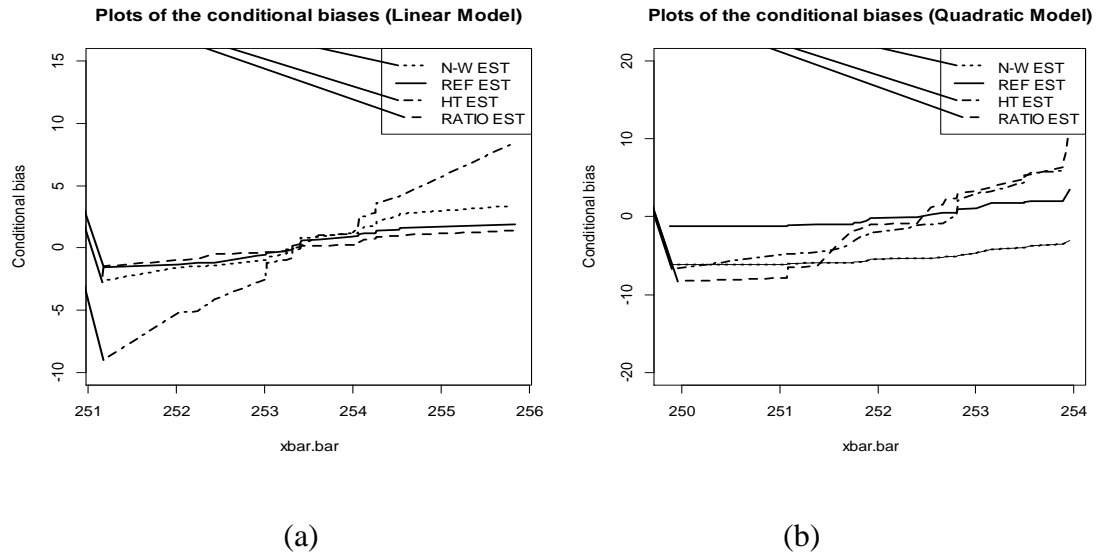 Plots of the conditional biases (Linear Model)
15
10
5
0
-5
-10
Conditional bias
251 252 253 254 255 256
xbar.bar
N-W EST
REF EST
HT EST
RATIO EST
(a)
Plots of the conditional biases (Quadratic Model)
20
10
0
-10
-20
Conditional bias
250 251 252 253 254
xbar.bar
N-W EST
REF EST
HT EST
RATIO EST
(b)